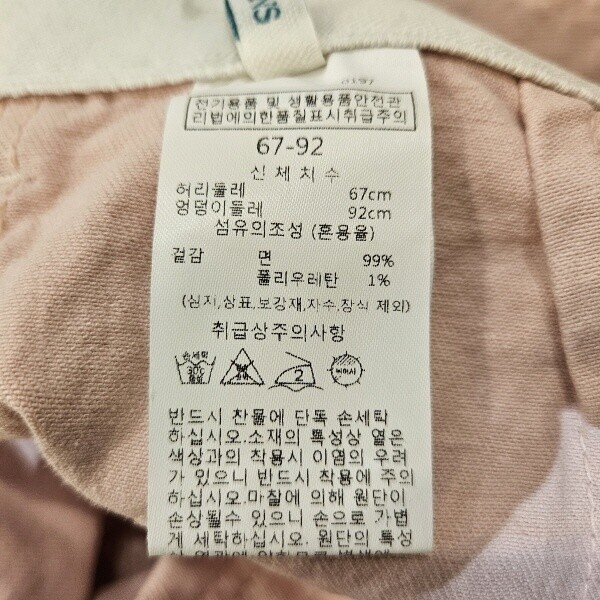 NS
0197
전기용품 및 생활용품안전관
리법에의한품질표시취급주의
67-92
신체치수
허리둘레 67cm
엉덩이둘레 92cm
섬유의조성 (혼용율)
겉감 면 99%
폴리우레탄 1%
(심지,상표,보강재,자수,장식 제외)
취급상주의사항
손세탁
30℃
2
뉘어서
반드시 찬물에 단독 손세탁
하십시오.소재의 특성상 옅은
색상과의 착용시 이염의 우려
가 있으니 반드시 착용에 주의
하십시오.마찰에 의해 원단이
손상될수 있으니 손으로 가볍
게 세탁하십시오. 원단의 특성